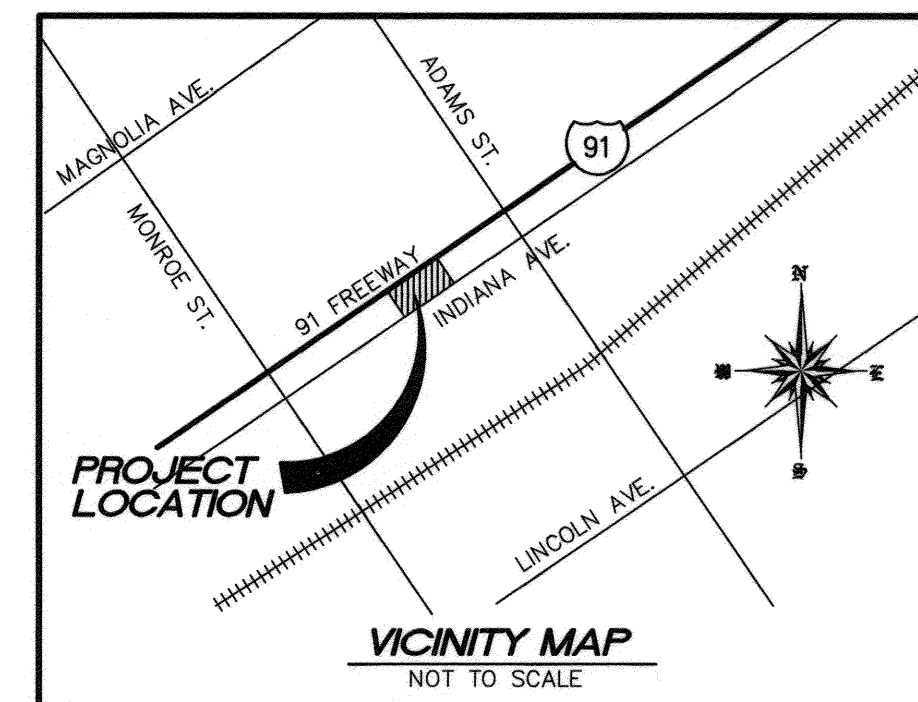 MAGNOLIA AVE.
ADAMS ST.
91
MONROE ST.
91 FREEWAY
INDIANA AVE.
N
W
E
S
PROJECT
LOCATION
LINCOLN AVE.
VICINITY MAP
NOT TO SCALE